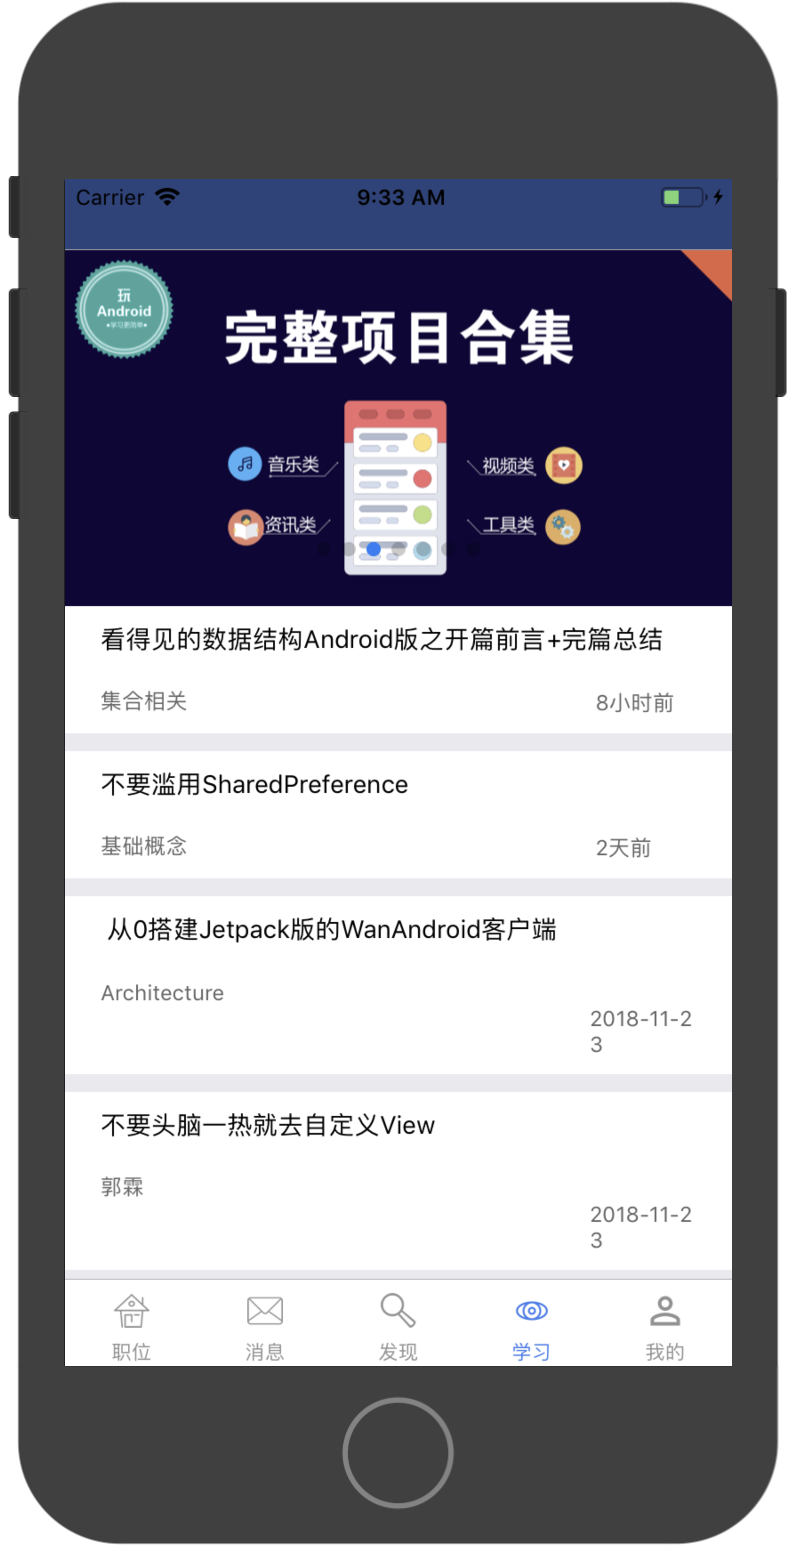 Carrier
9:33 AM
玩
Android
•学习更简单•
完整项目合集
音乐类
视频类
资讯类
工具类
看得见的数据结构Android版之开篇前言+完篇总结
集合相关
8小时前
不要滥用SharedPreference
基础概念
2天前
从0搭建Jetpack版的WanAndroid客户端
Architecture
2018-11-2
3
不要头脑一热就去自定义View
郭霖
2018-11-2
3
职位
消息
发现
学习
我的